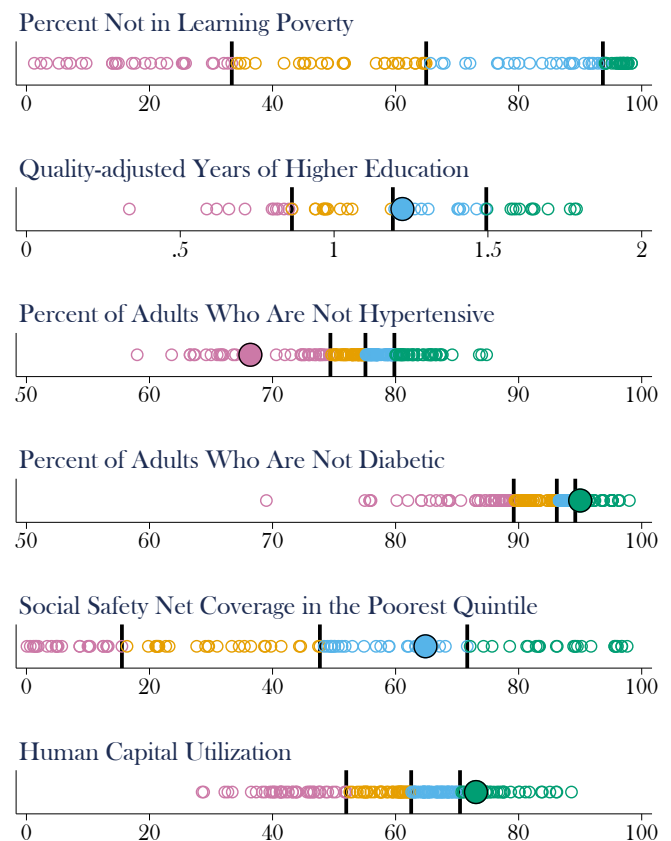 Percent Not in Learning Poverty
0 20 40 60 80 100
Quality-adjusted Years of Higher Education
0 .5 1 1.5 2
Percent of Adults Who Are Not Hypertensive
50 60 70 80 90 100
Percent of Adults Who Are Not Diabetic
50 60 70 80 90 100
Social Safety Net Coverage in the Poorest Quintile
0 20 40 60 80 100
Human Capital Utilization
0 20 40 60 80 100